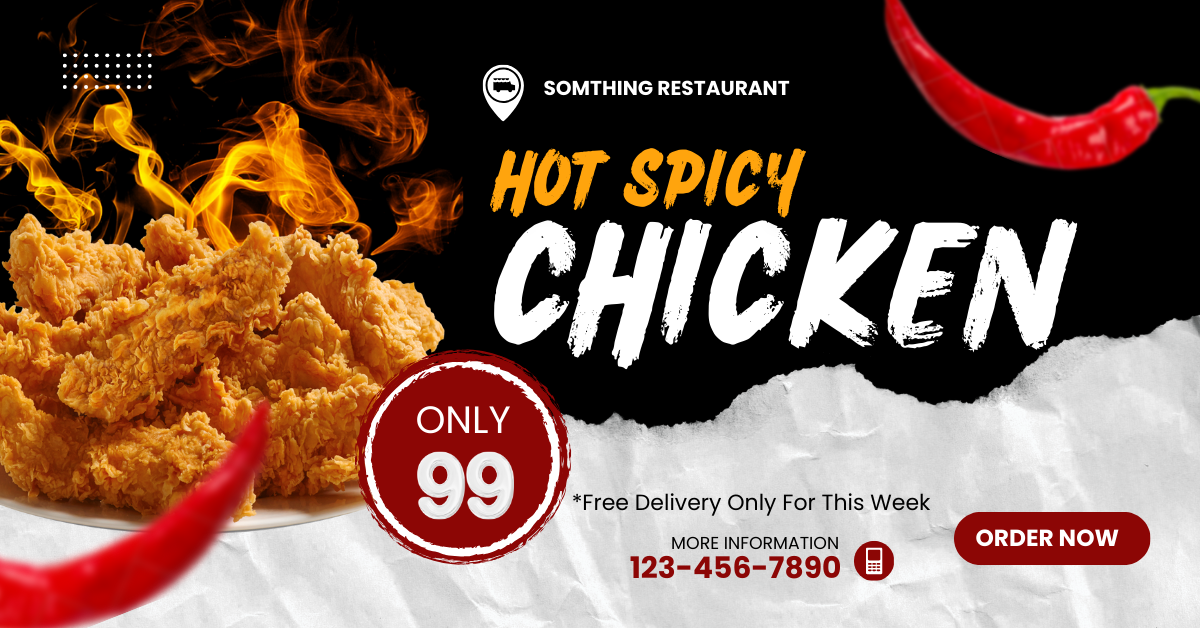 SOMTHING RESTAURANT
HOT SPICY
CHICKEN
ONLY
99
*Free Delivery Only For This Week
MORE INFORMATION
123-456-7890
ORDER NOW